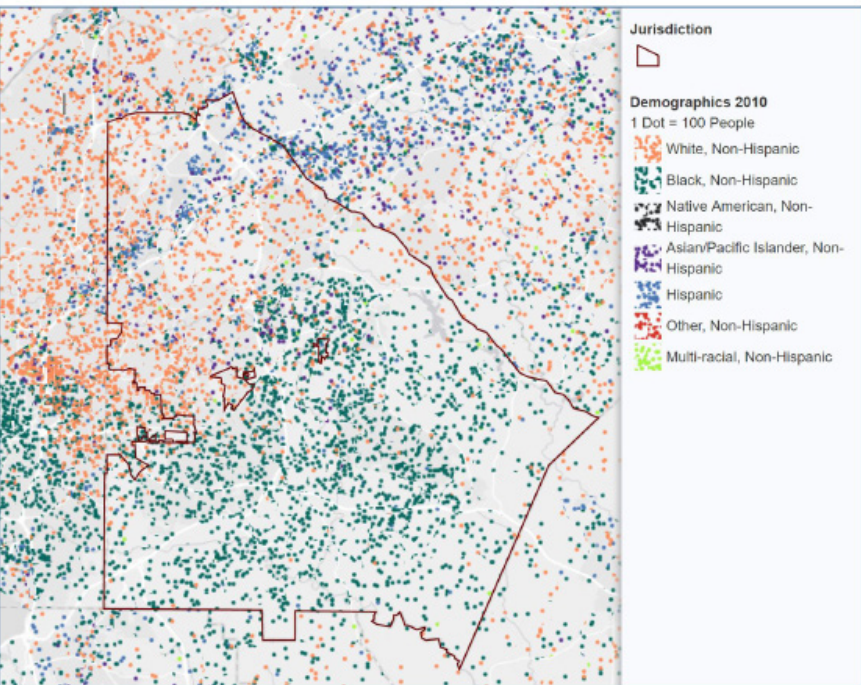 Jurisdiction
Demographics 2010
1 Dot = 100 People
White, Non-Hispanic
Black, Non-Hispanic
Native American, Non-
Hispanic
Asian/Pacific Islander, Non-
Hispanic
Hispanic
Other, Non-Hispanic
Multi-racial, Non-Hispanic